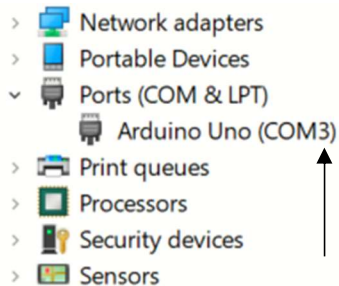 Network adapters
Portable Devices
Ports (COM & LPT)
Arduino Uno (COM3)
Print queues
Processors
Security devices
Sensors